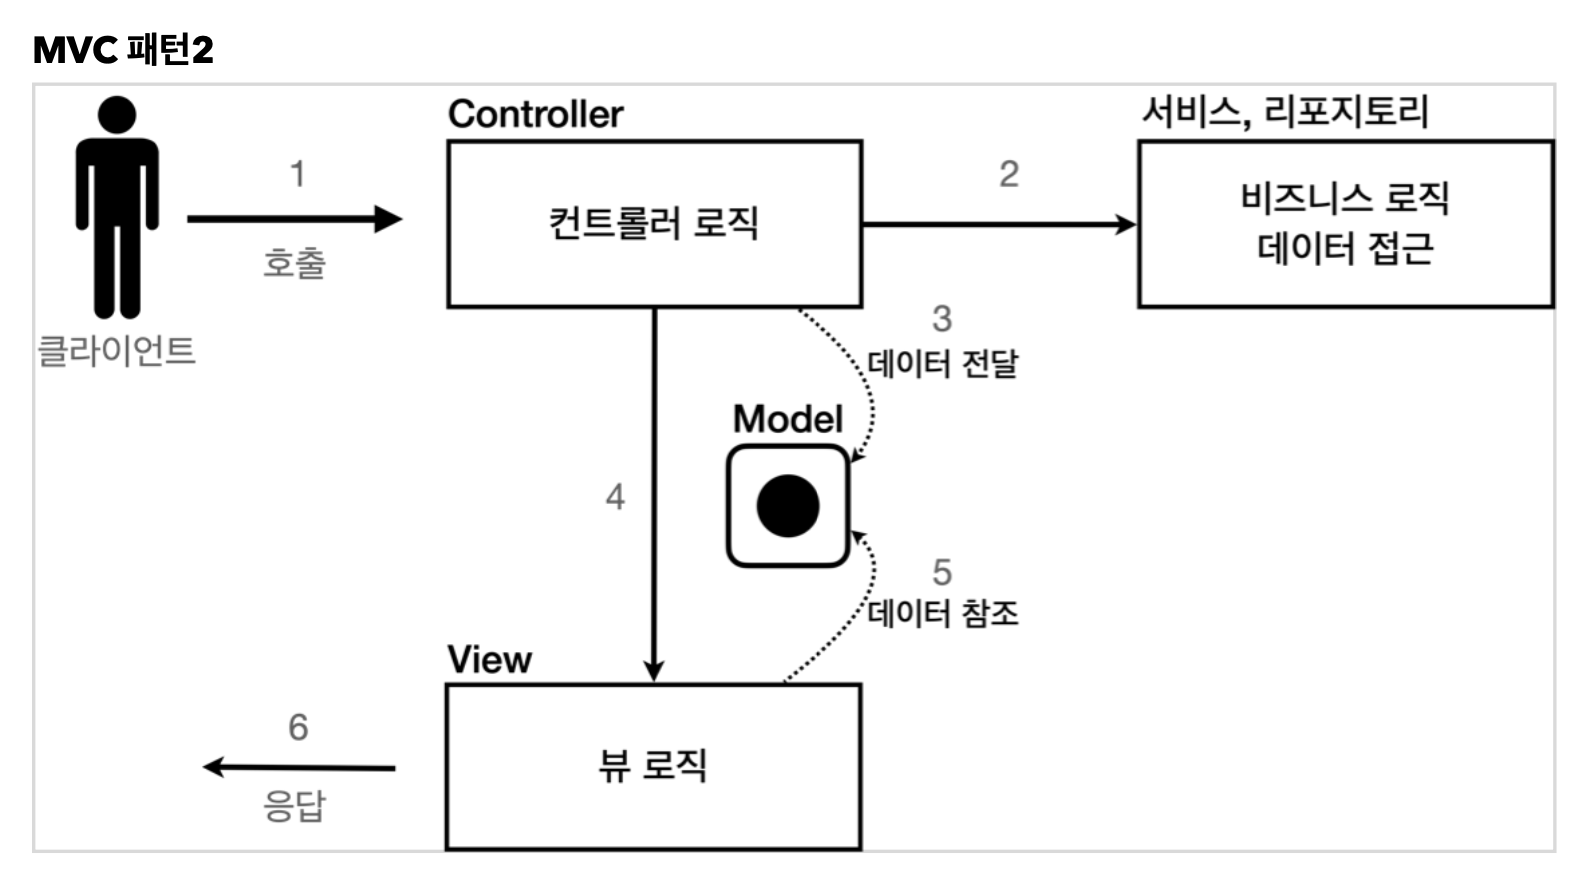 MVC 패턴2
Controller
서비스, 리포지토리
1
호출
컨트롤러 로직
2
비즈니스 로직
데이터 접근
클라이언트
3
데이터 전달
Model
4
5
데이터 참조
View
6
응답
뷰 로직